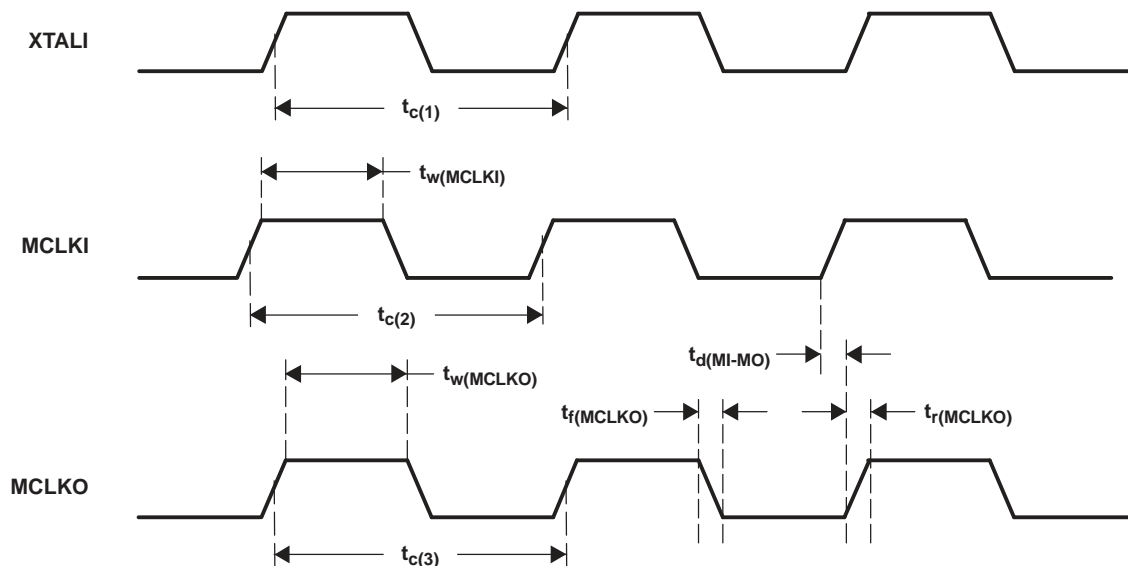 XTALI
tc(1)
tw(MCLKI)
MCLKI
tc(2)
td(MI-MO)
tw(MCLKO)
tf(MCLKO)
tr(MCLKO)
MCLKO
tc(3)